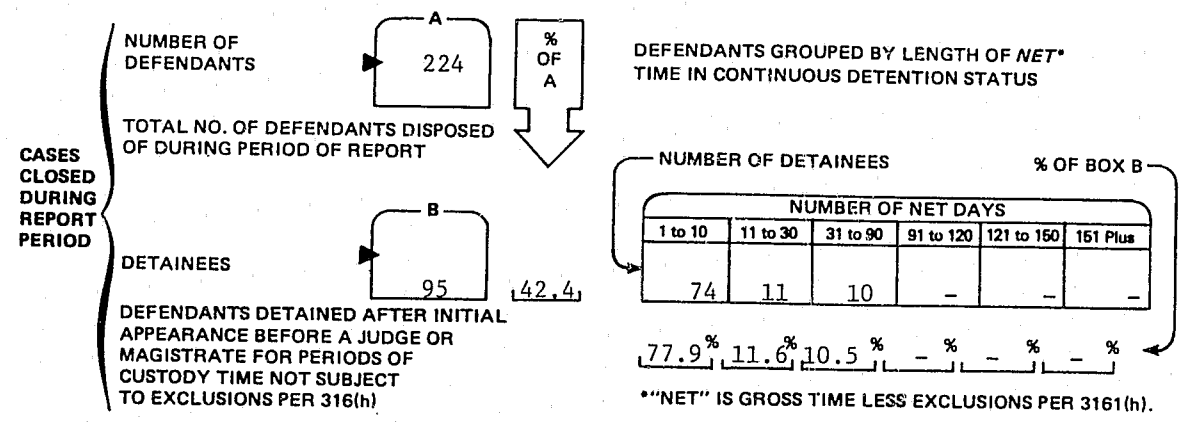 CASES
CLOSED
DURING
REPORT
PERIOD
NUMBER OF
DEFENDANTS
A
224
%
OF
A
TOTAL NO. OF DEFENDANTS DISPOSED
OF DURING PERIOD OF REPORT
B
DETAINEES
95
42.4
DEFENDANTS DETAINED AFTER INITIAL
APPEARANCE BEFORE A JUDGE OR
MAGISTRATE FOR PERIODS OF
CUSTODY TIME NOT SUBJECT
TO EXCLUSIONS PER 316(h)
DEFENDANTS GROUPED BY LENGTH OF NET*
TIME IN CONTINUOUS DETENTION STATUS
NUMBER OF DETAINEES % OF BOX B
NUMBER OF NET DAYS
1 to 10 11 to 30 31 to 90 91 to 120 121 to 150 151 Plus
74 11 10 – – –
77.9% 11.6% 10.5% – % – % – %
*"NET" IS GROSS TIME LESS EXCLUSIONS PER 3161(h).